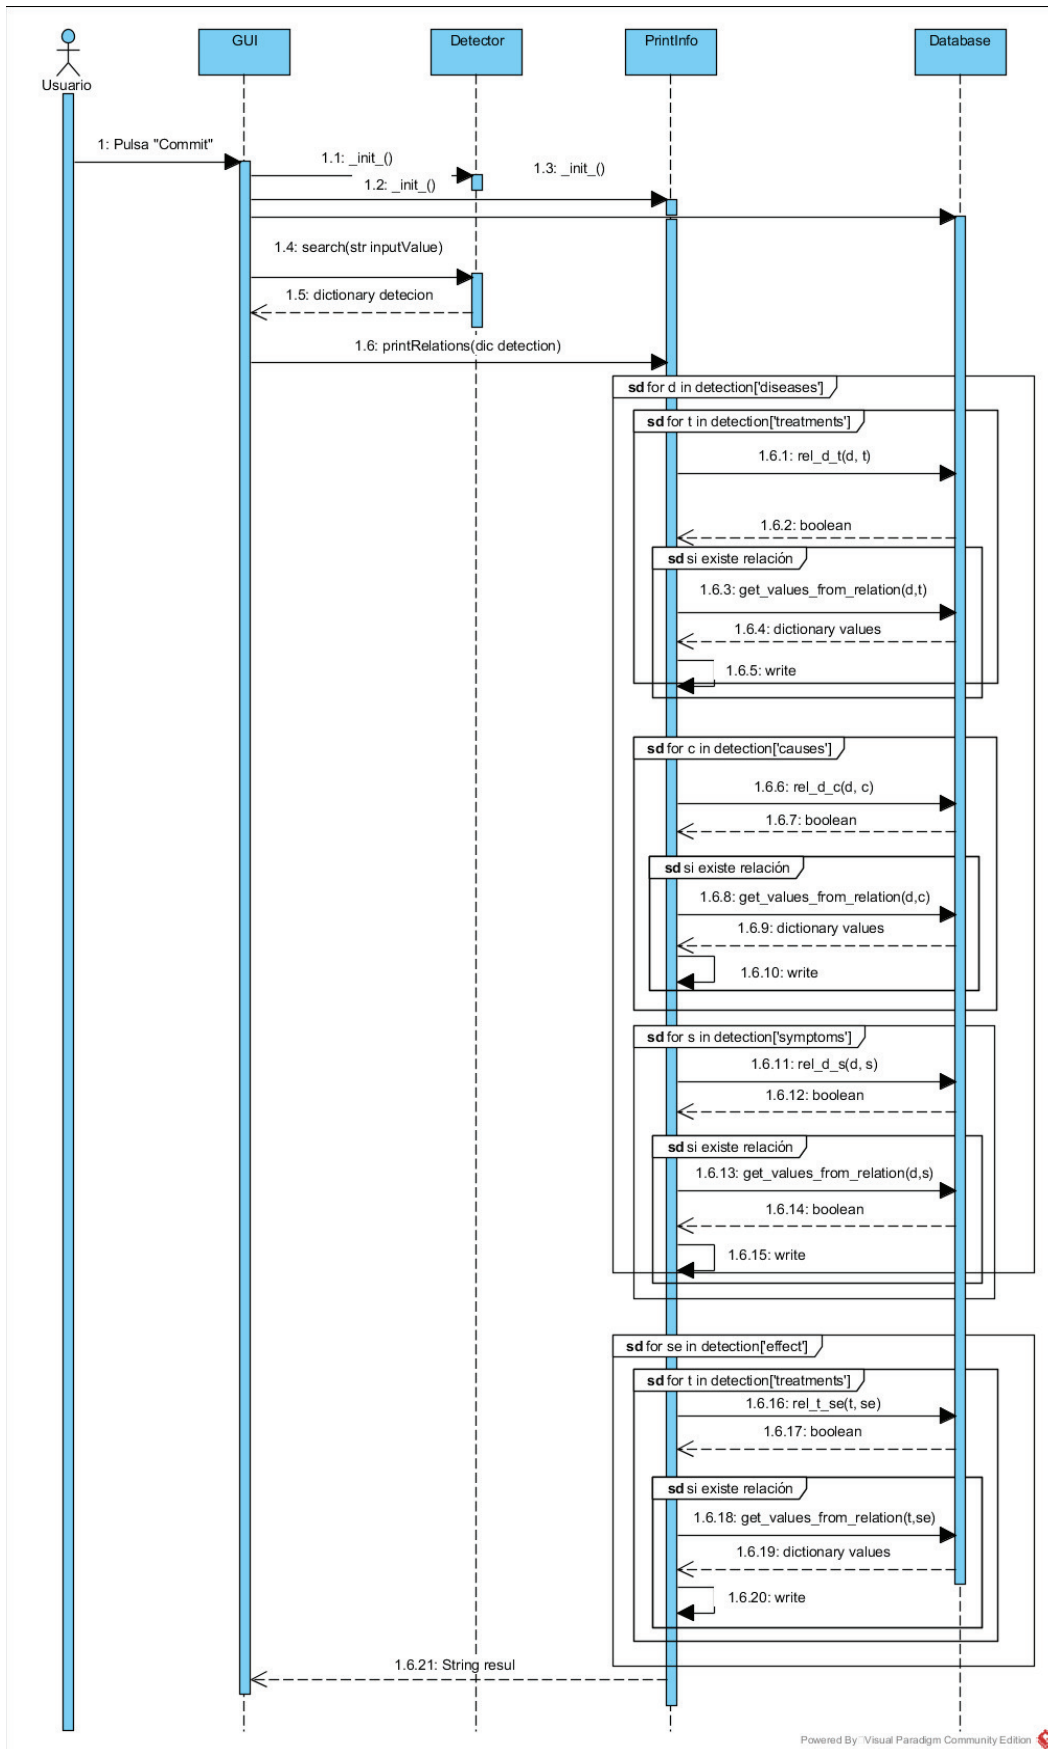 GUI
Detector
PrintInfo
Database
Usuario
1: Pulsa "Commit"
1.1: _init_()
1.3: _init_()
1.2: _init_()
1.4: search(str inputValue)
1.5: dictionary detecion
1.6: printRelations(dic detection)
sd for d in detection['diseases']
sd for t in detection['treatments']
1.6.1: rel_d_t(d, t)
1.6.2: boolean
sd si existe relación
1.6.3: get_values_from_relation(d,t)
1.6.4: dictionary values
1.6.5: write
sd for c in detection['causes']
1.6.6: rel_d_c(d, c)
1.6.7: boolean
sd si existe relación
1.6.8: get_values_from_relation(d,c)
1.6.9: dictionary values
1.6.10: write
sd for s in detection['symptoms']
1.6.11: rel_d_s(d, s)
1.6.12: boolean
sd si existe relación
1.6.13: get_values_from_relation(d,s)
1.6.14: boolean
1.6.15: write
sd for se in detection['effect']
sd for t in detection['treatments']
1.6.16: rel_t_se(t, se)
1.6.17: boolean
sd si existe relación
1.6.18: get_values_from_relation(t,se)
1.6.19: dictionary values
1.6.20: write
1.6.21: String resul
Powered By Visual Paradigm Community Edition